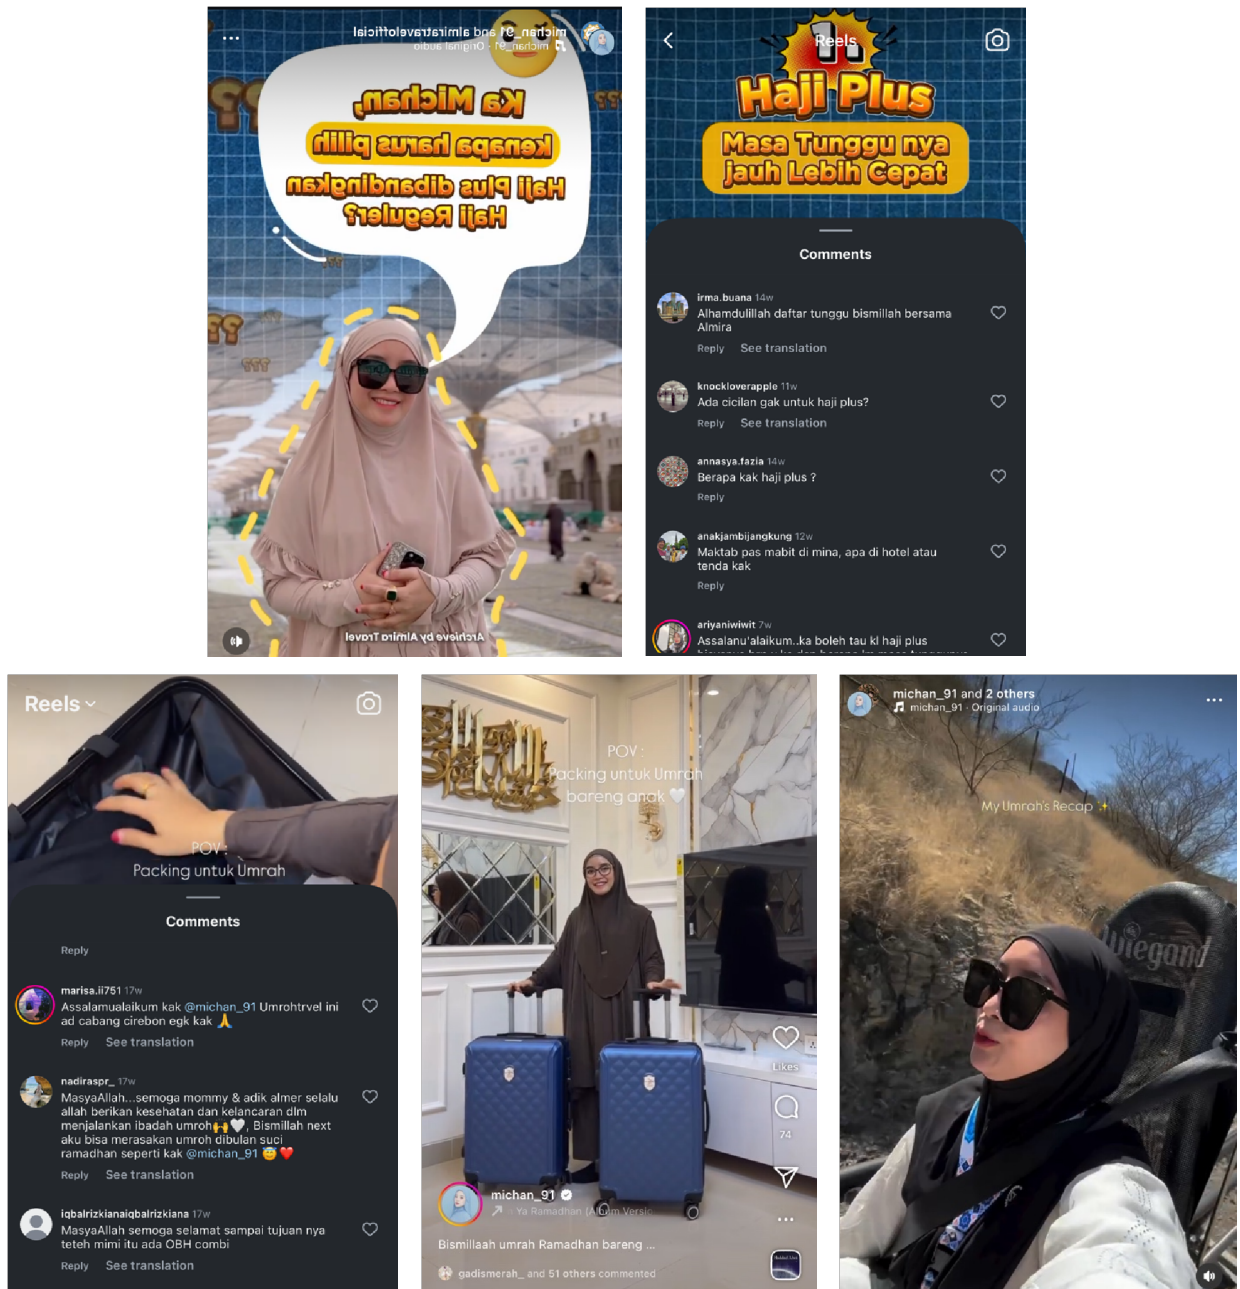 michan_91 and almiratravelofficial
michan_91 · Original audio
Ka Michan,
kenapa harus pilih
Haji Plus dibandingkan
Haji Reguler?
Archieve by Almira Travel
Reels
Haji Plus
Masa Tunggu nya
jauh Lebih Cepat
Comments
irma.buana 14w
Alhamdulillah daftar tunggu bismillah bersama
Almira
Reply See translation
knockloverapple 11w
Ada cicilan gak untuk haji plus?
Reply See translation
annasya.fazia 14w
Berapa kak haji plus ?
Reply
anakjambijangkung 12w
Maktab pas mabit di mina, apa di hotel atau
tenda kak
Reply
ariyaniwiwit 7w
Assalanu'alaikum..ka boleh tau kl haji plus
Reels
POV :
Packing untuk Umrah
Comments
Reply
marisa.ii751 17w
Assalamualaikum kak @michan_91 Umrohtrvel ini
ad cabang cirebon egk kak 🙏
Reply See translation
nadiraspr_ 17w
MasyaAllah...semoga mommy & adik almer selalu
allah berikan kesehatan dan kelancaran dlm
menjalankan ibadah umroh🙌🤍, Bismillah next
aku bisa merasakan umroh dibulan suci
ramadhan seperti kak @michan_91 😇❤️
Reply See translation
iqbalrizkianaiqbalrizkiana 17w
MasyaAllah semoga selamat sampai tujuan nya
teteh mimi itu ada OBH combi
Reply See translation
POV :
Packing untuk Umrah
bareng anak 🤍
Likes
74
michan_91
Ya Ramadhan (Album Versio
Bismillaah umrah Ramadhan bareng ...
gadismerah_ and 51 others commented
michan_91 and 2 others
michan_91 · Original audio
My Umrah's Recap ✨
wiegand